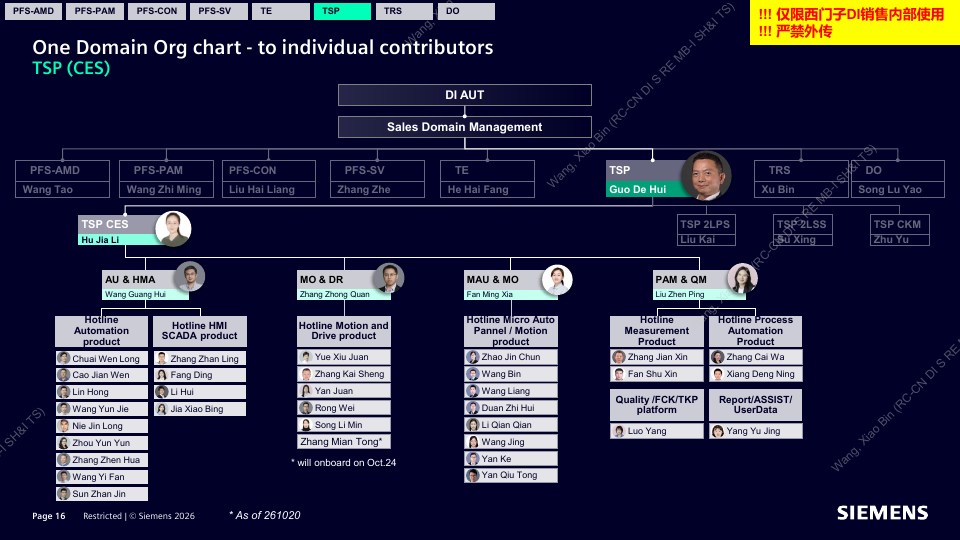 PFS-AMD
PFS-PAM
PFS-CON
PFS-SV
TE
TSP
TRS
DO
!!! 仅限西门子DI销售内部使用
!!! 严禁外传
One Domain Org chart - to individual contributors
TSP (CES)
DI AUT
Sales Domain Management
PFS-AMD
Wang Tao
PFS-PAM
Wang Zhi Ming
PFS-CON
Liu Hai Liang
PFS-SV
Zhang Zhe
TE
He Hai Fang
TSP
Guo De Hui
TRS
Xu Bin
DO
Song Lu Yao
TSP CES
Hu Jia Li
TSP 2LPS
Liu Kai
TSP 2LSS
Su Xing
TSP CKM
Zhu Yu
AU & HMA
Wang Guang Hui
MO & DR
Zhang Zhong Quan
MAU & MO
Fan Ming Xia
PAM & QM
Liu Zhen Ping
Hotline
Automation
product
Chuai Wen Long
Cao Jian Wen
Lin Hong
Wang Yun Jie
Nie Jin Long
Zhou Yun Yun
Zhang Zhen Hua
Wang Yi Fan
Sun Zhan Jin
Hotline HMI
SCADA product
Zhang Zhan Ling
Fang Ding
Li Hui
Jia Xiao Bing
Hotline Motion and
Drive product
Yue Xiu Juan
Zhang Kai Sheng
Yan Juan
Rong Wei
Song Li Min
Zhang Mian Tong*
* will onboard on Oct.24
Hotline Micro Auto
Pannel / Motion
product
Zhao Jin Chun
Wang Bin
Wang Liang
Duan Zhi Hui
Li Qian Qian
Wang Jing
Yan Ke
Yan Qiu Tong
Hotline
Measurement
Product
Zhang Jian Xin
Fan Shu Xin
Hotline Process
Automation
Product
Zhang Cai Wa
Xiang Deng Ning
Quality /FCK/TKP
platform
Luo Yang
Report/ASSIST/
UserData
Yang Yu Jing
Wang, Xiao Bin (RC-CN DI S RE MB-I SH&I TS)
Page 16
Restricted | © Siemens 2026
* As of 261020
SIEMENS